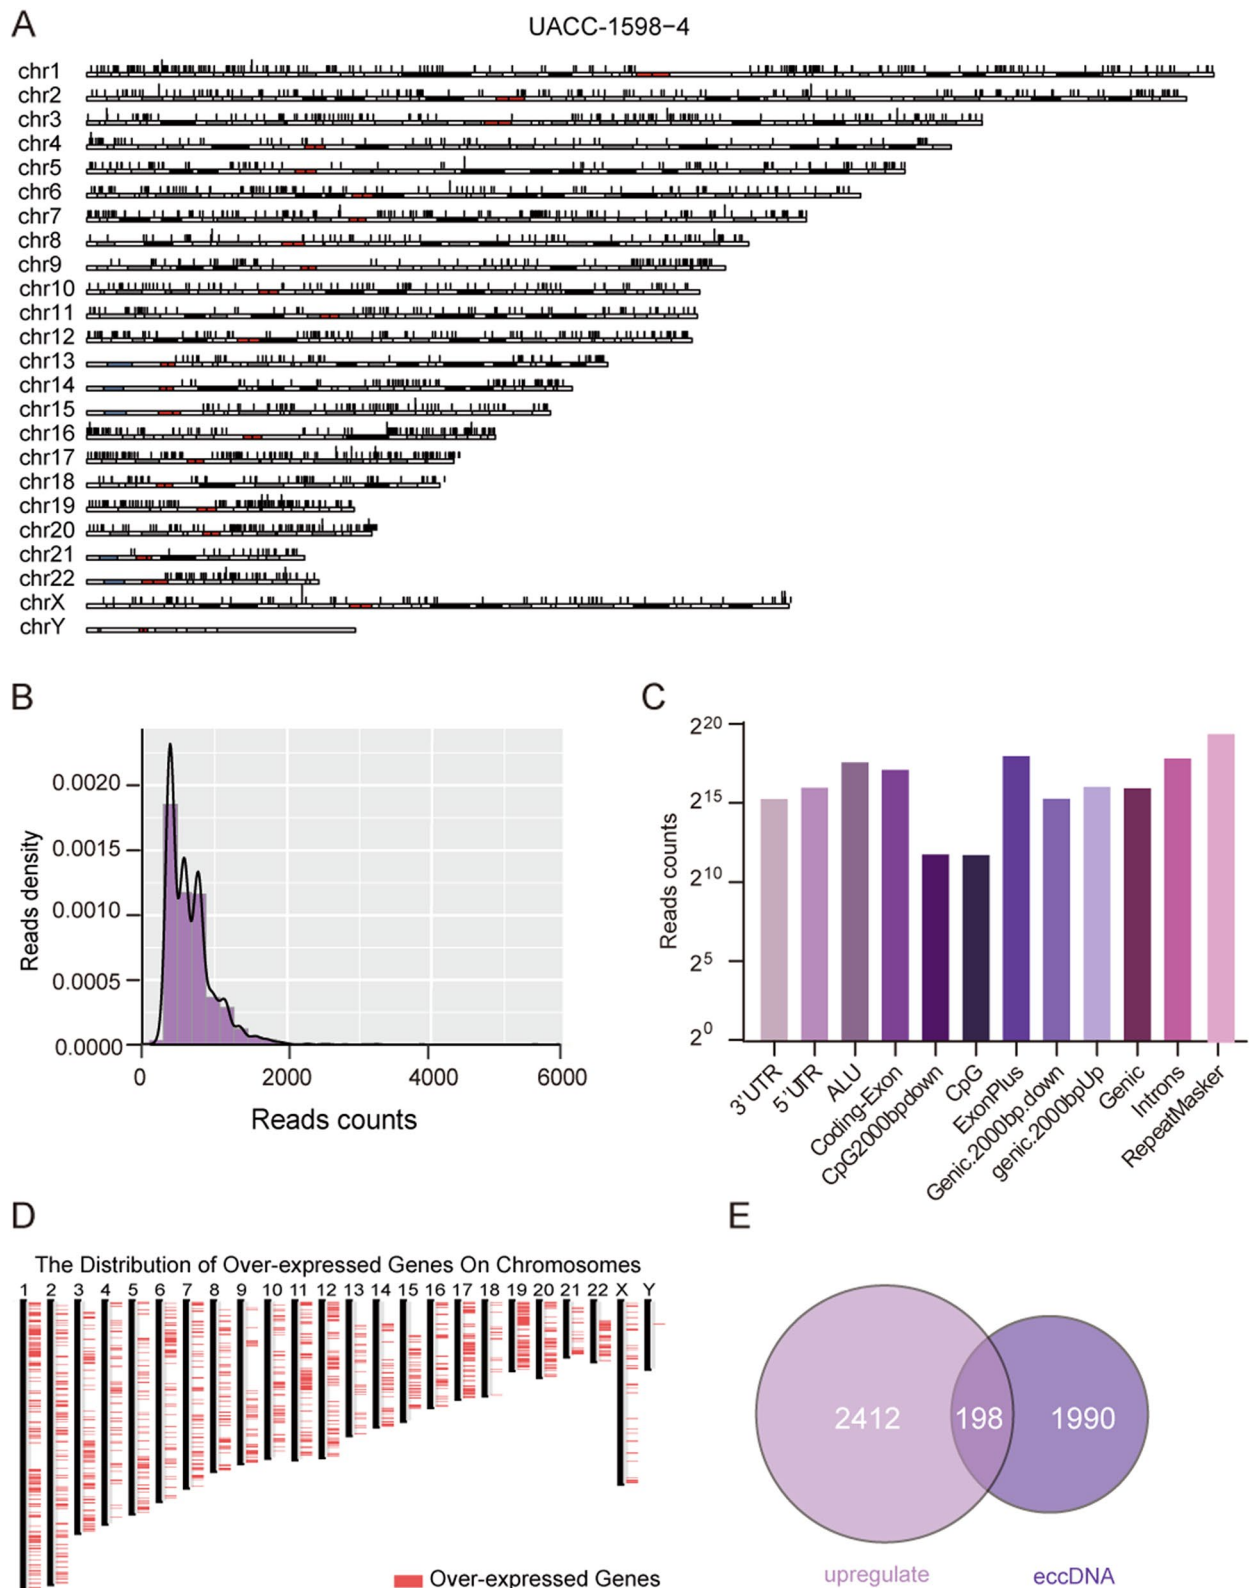 A
UACC-1598-4
chr1
chr2
chr3
chr4
chr5
chr6
chr7
chr8
chr9
chr10
chr11
chr12
chr13
chr14
chr15
chr16
chr17
chr18
chr19
chr20
chr21
chr22
chrX
chrY
B
Reads density
0.0020
0.0015
0.0010
0.0005
0.0000
0 2000 4000 6000
Reads counts
C
Reads counts
2^20
2^15
2^10
2^5
2^0
3'UTR
5'UTR
ALU
Coding-Exon
CpG2000bpdown
CpG
ExonPlus
Genic.2000bp.down
genic.2000bpUp
Genic
Introns
RepeatMasker
D
The Distribution of Over-expressed Genes On Chromosomes
1 2 3 4 5 6 7 8 9 10 11 12 13 14 15 16 17 18 19 20 21 22 X Y
Over-expressed Genes
E
2412 198 1990
upregulate eccDNA